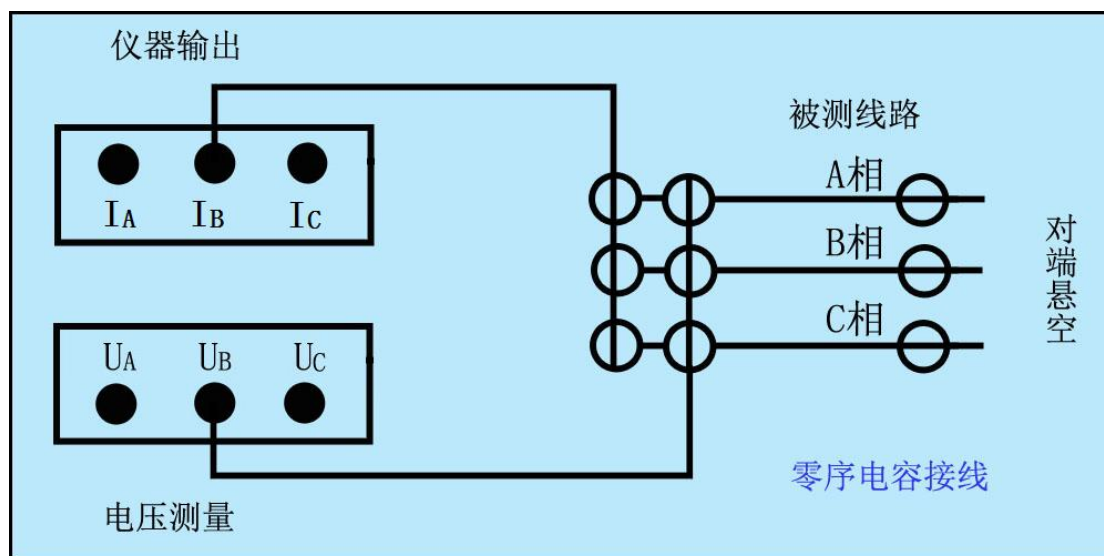 仪器输出
IA IB IC
被测线路
A相
B相
C相
对端悬空
UA UB UC
电压测量
零序电容接线